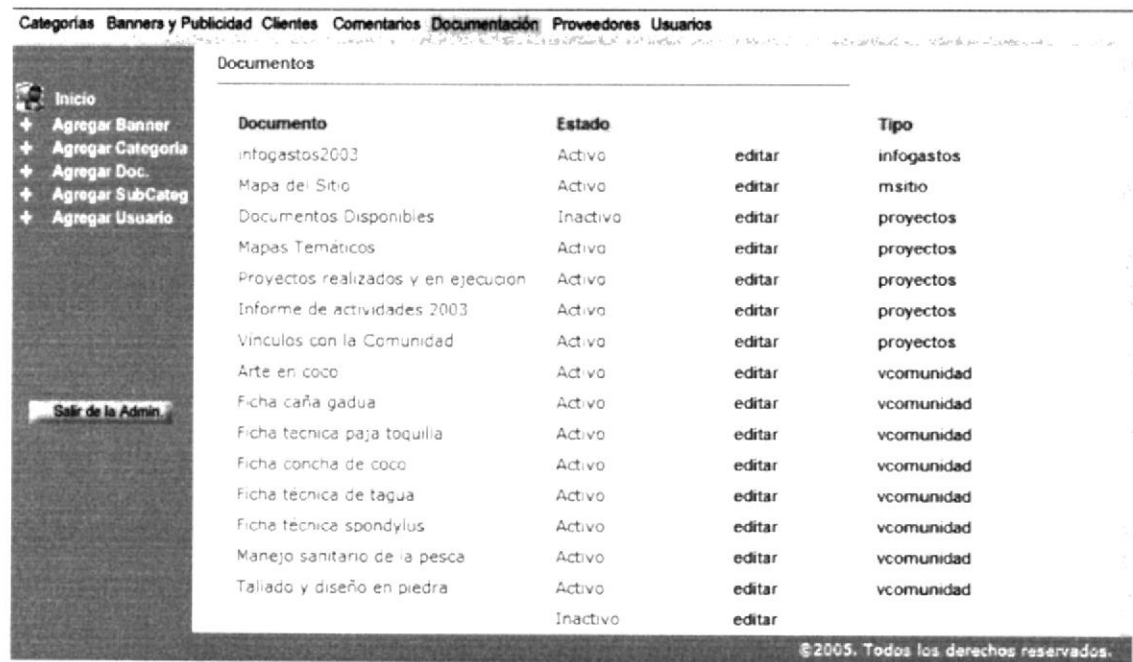 Categorías Banners y Publicidad Clientes Comentarios Documentación Proveedores Usuarios
Documentos
Inicio
Agregar Banner
Agregar Categoria
Agregar Doc.
Agregar SubCateg
Agregar Usuario
Salir de la Admin.
Documento Estado Tipo
infogastos2003 Activo editar infogastos
Mapa del Sitio Activo editar msitio
Documentos Disponibles Inactivo editar proyectos
Mapas Temáticos Activo editar proyectos
Proyectos realizados y en ejecucion Activo editar proyectos
Informe de actividades 2003 Activo editar proyectos
Vínculos con la Comunidad Activo editar proyectos
Arte en coco Activo editar vcomunidad
Ficha caña gadua Activo editar vcomunidad
Ficha tecnica paja toquilla Activo editar vcomunidad
Ficha concha de coco Activo editar vcomunidad
Ficha técnica de tagua Activo editar vcomunidad
Ficha técnica spondylus Activo editar vcomunidad
Manejo sanitario de la pesca Activo editar vcomunidad
Tallado y diseño en piedra Activo editar vcomunidad
Inactivo editar
©2005. Todos los derechos reservados.